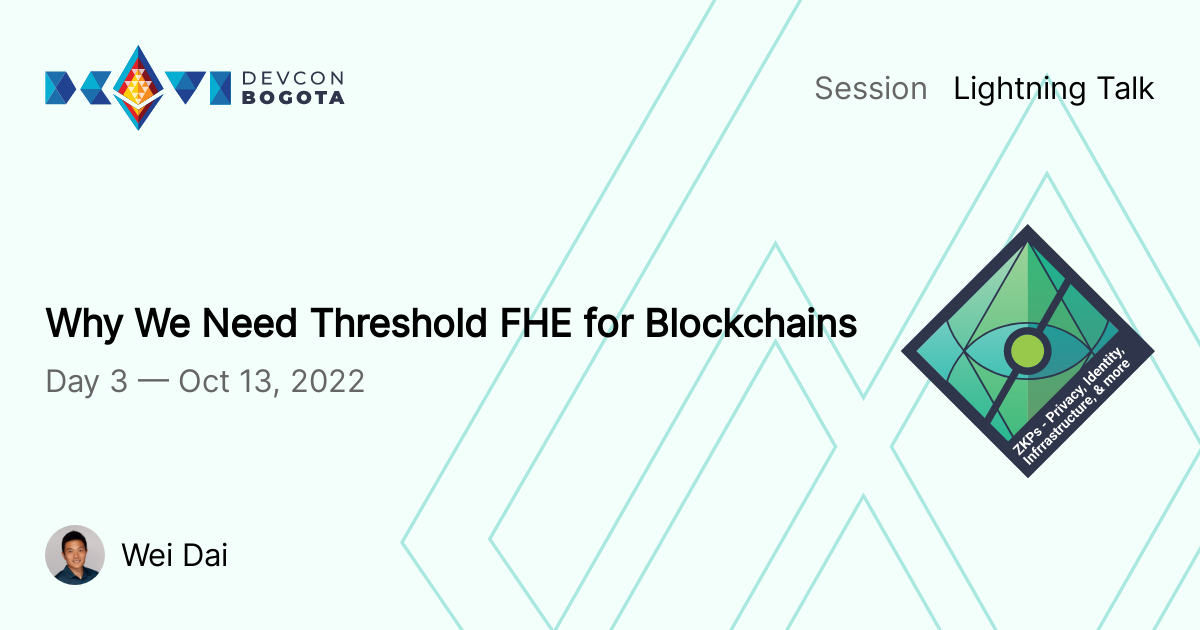 DEVCON
BOGOTA
Session Lightning Talk
Why We Need Threshold FHE for Blockchains
Day 3 — Oct 13, 2022
ZKPs - Privacy, Identity,
Infrrastructure, & more
Wei Dai